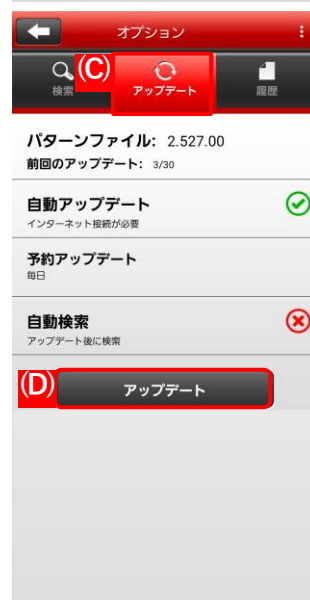 オプション
(C)
検索
アップデート
履歴
パターンファイル: 2.527.00
前回のアップデート: 3/30
自動アップデート
インターネット接続が必要
予約アップデート
毎日
自動検索
アップデート後に検索
(D)
アップデート